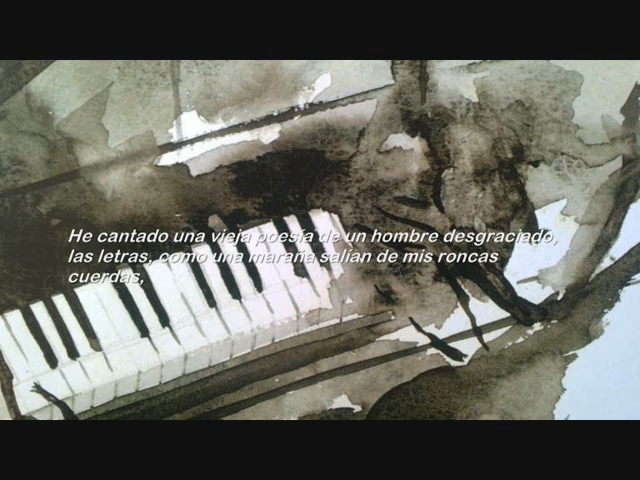 He cantado una vieja poesía de un hombre desgraciado,
las letras, como una maraña salían de mis roncas
cuerdas,